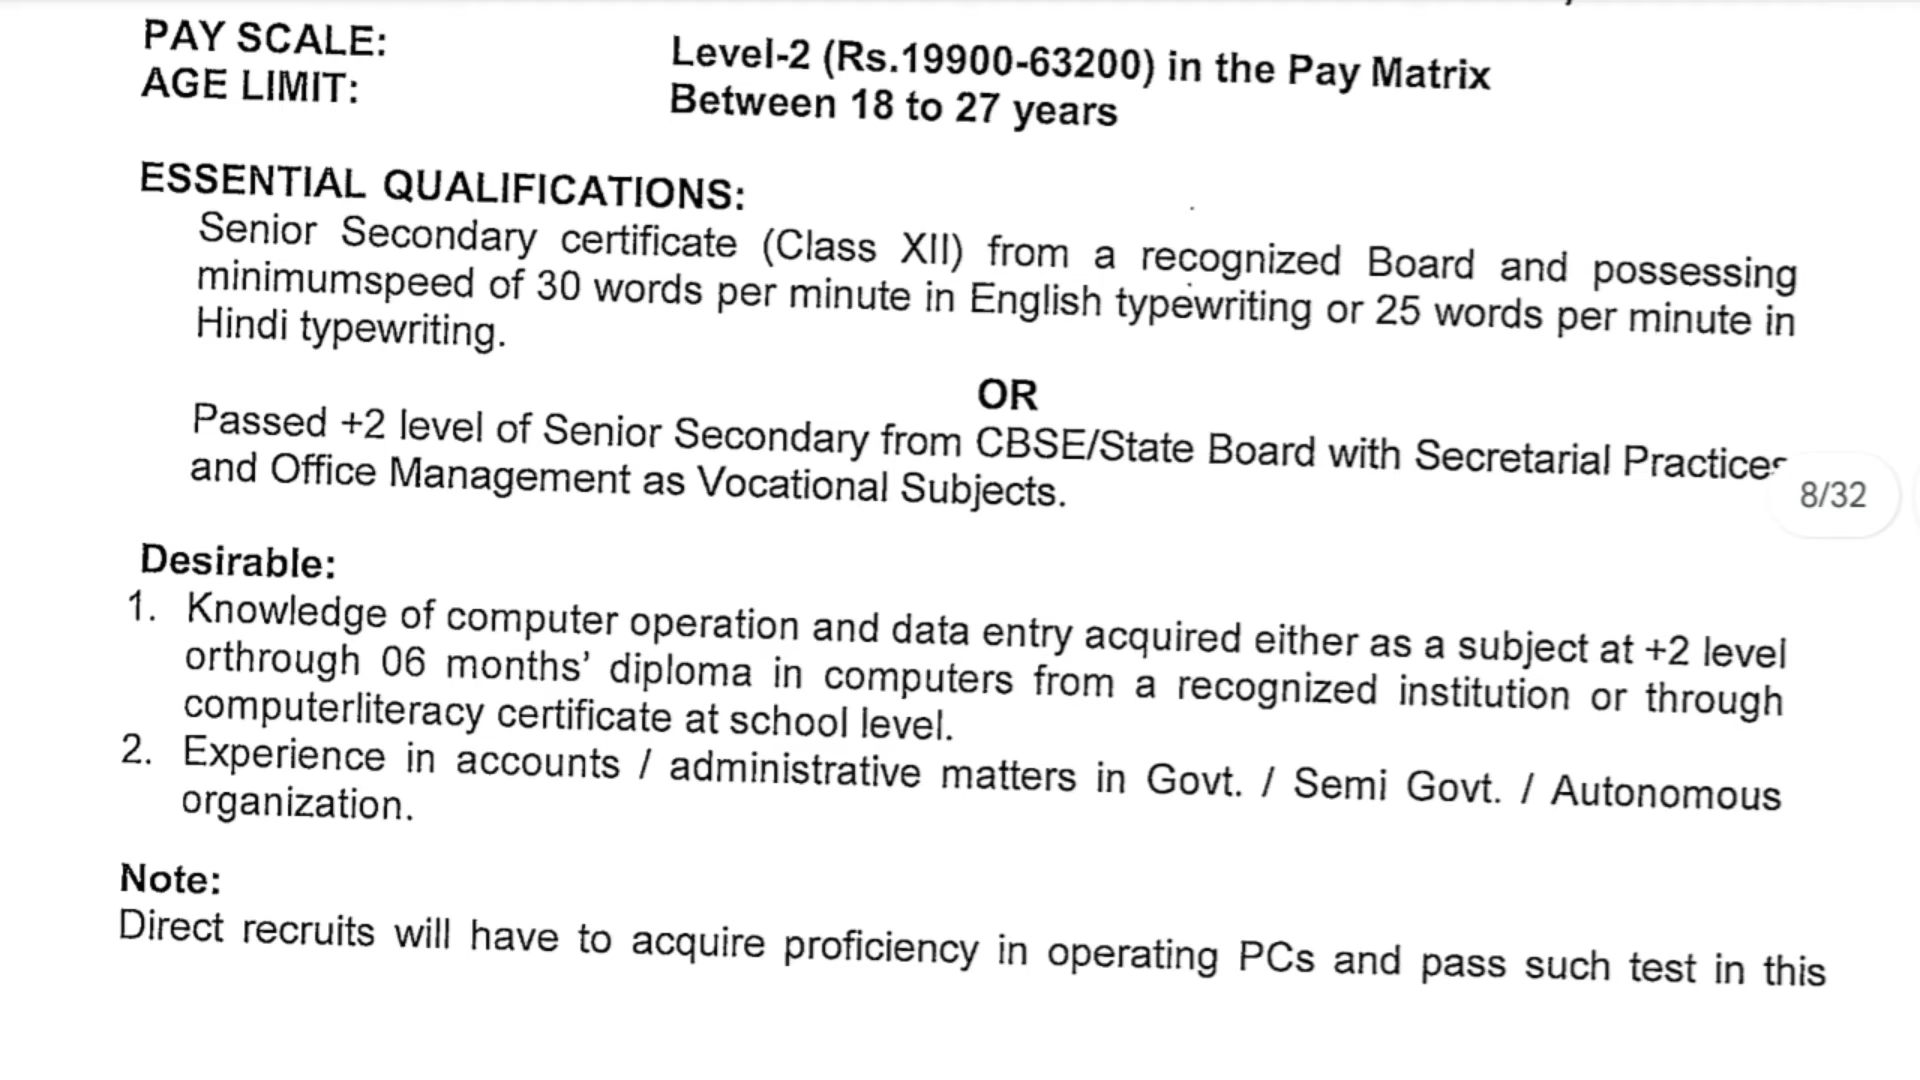 PAY SCALE:
Level-2 (Rs.19900-63200) in the Pay Matrix
AGE LIMIT:
Between 18 to 27 years
ESSENTIAL QUALIFICATIONS:
Senior Secondary certificate (Class XII) from a recognized Board and possessing
minimumspeed of 30 words per minute in English typewriting or 25 words per minute in
Hindi typewriting.
OR
Passed +2 level of Senior Secondary from CBSE/State Board with Secretarial Practices
and Office Management as Vocational Subjects.
8/32
Desirable:
1. Knowledge of computer operation and data entry acquired either as a subject at +2 level
orthrough 06 months’ diploma in computers from a recognized institution or through
computerliteracy certificate at school level.
2. Experience in accounts / administrative matters in Govt. / Semi Govt. / Autonomous
organization.
Note:
Direct recruits will have to acquire proficiency in operating PCs and pass such test in this